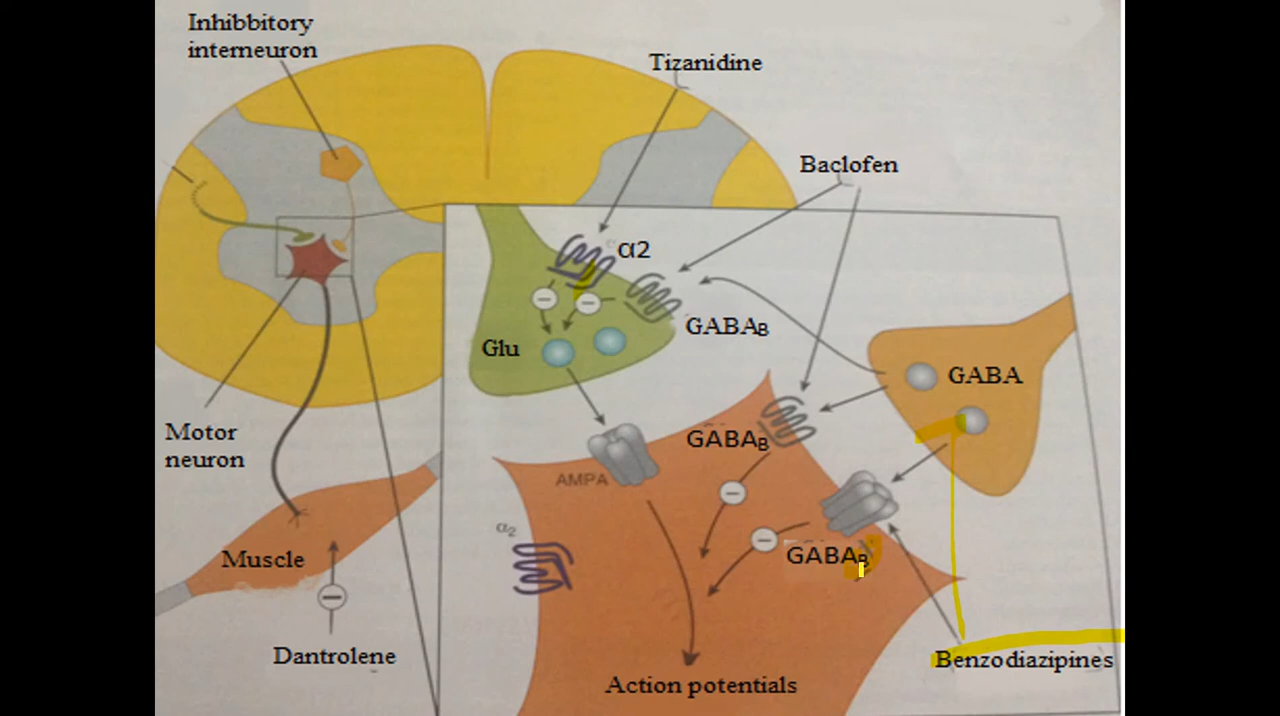 Inhibbitory
interneuron
Tizanidine
Baclofen
α2
GABAB
Glu
GABA
Motor
neuron
GABAB
AMPA
α2
GABAB
Muscle
Dantrolene
Benzodiazipines
Action potentials